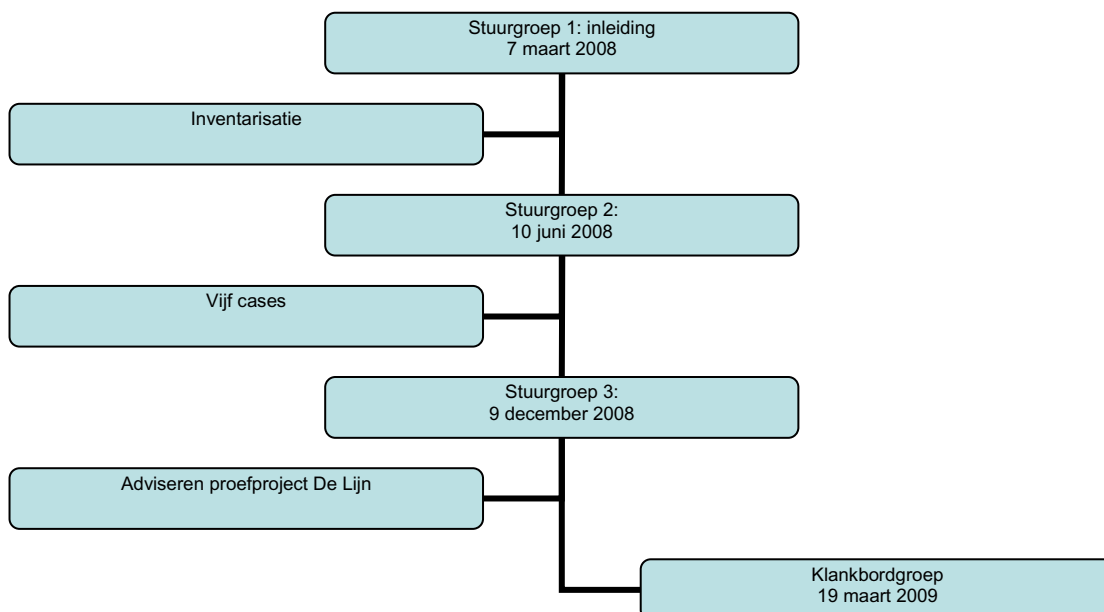 Stuurgroep 1: inleiding
7 maart 2008
Inventarisatie
Stuurgroep 2:
10 juni 2008
Vijf cases
Stuurgroep 3:
9 december 2008
Adviseren proefproject De Lijn
Klankbordgroep
19 maart 2009